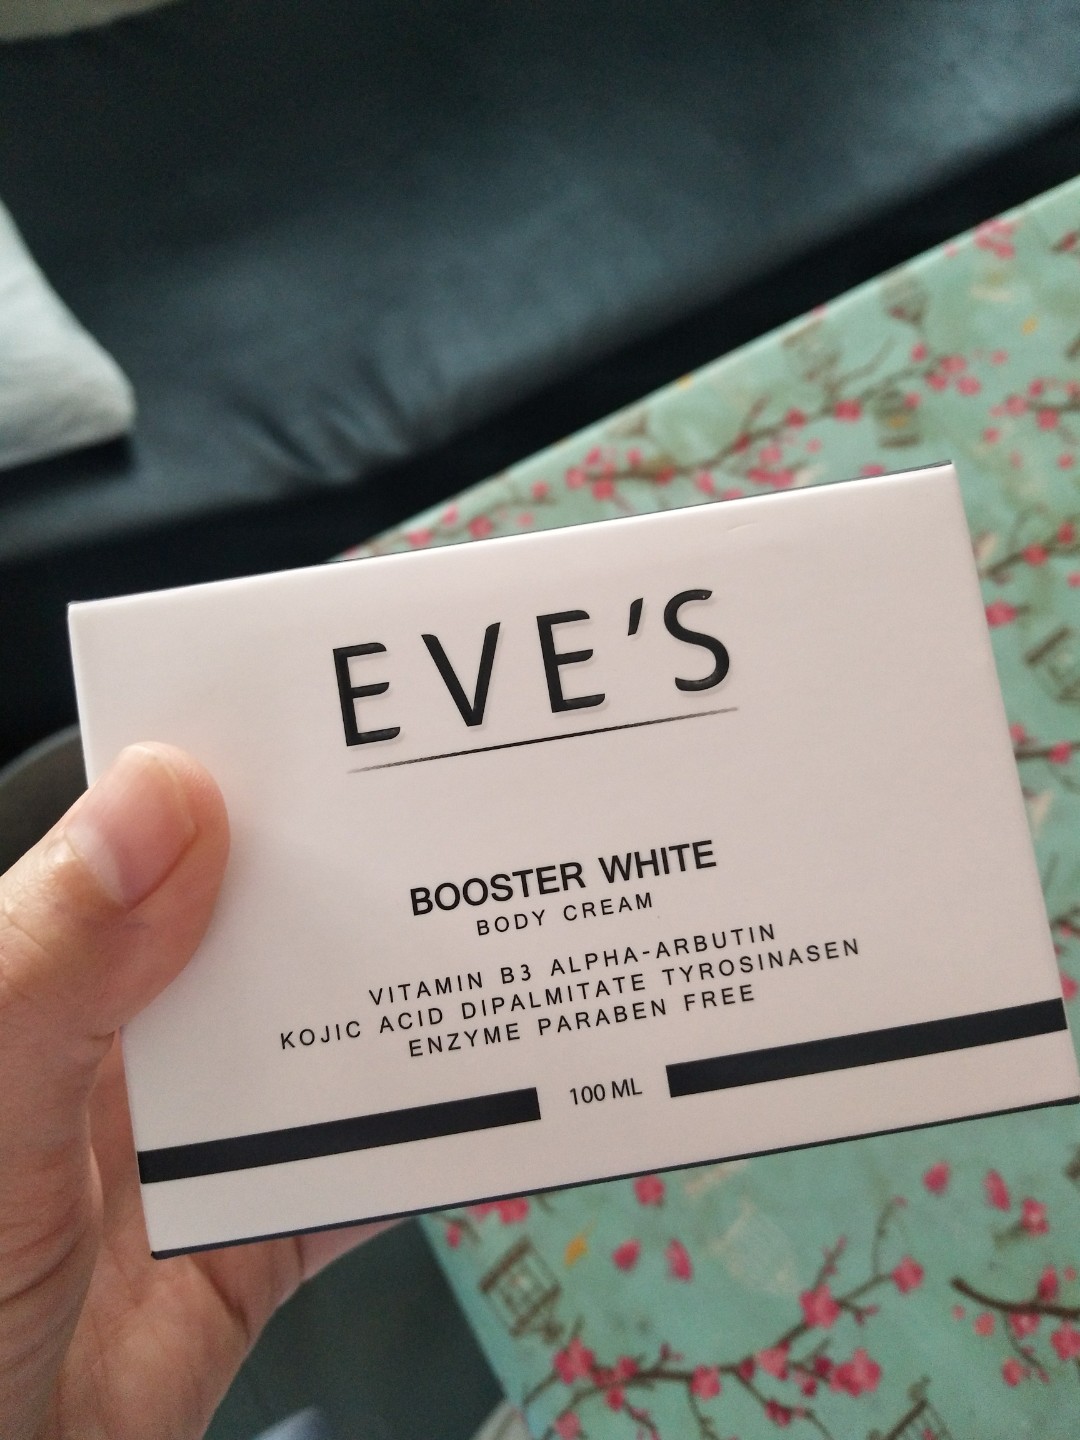 EVE'S
BOOSTER WHITE
BODY CREAM
VITAMIN B3 ALPHA-ARBUTIN
KOJIC ACID DIPALMITATE TYROSINASEN
ENZYME PARABEN FREE
100 ML